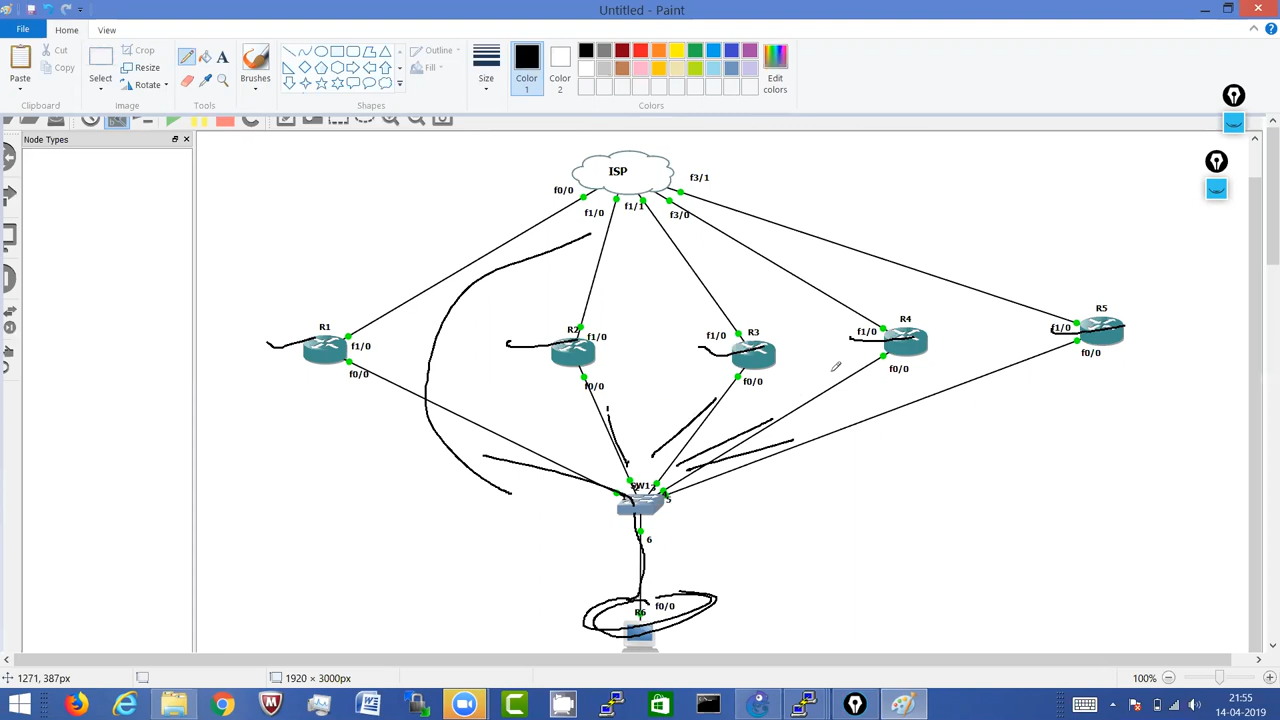 Untitled - Paint
File
Home
View
Paste
Cut
Copy
Clipboard
Select
Crop
Resize
Rotate
Image
A
Tools
Brushes
Outline
Fill
Shapes
Size
Color 1
Color 2
Edit colors
Colors
Node Types
ISP
f0/0
f1/0
f1/1
f3/0
f3/1
R1
f1/0
f0/0
R2
f1/0
f0/0
R3
f1/0
f0/0
R4
f1/0
f0/0
R5
f1/0
f0/0
SW1
1
3
5
6
f0/0
R6
1271, 387px
1920 × 3000px
100%
21:55
14-04-2019